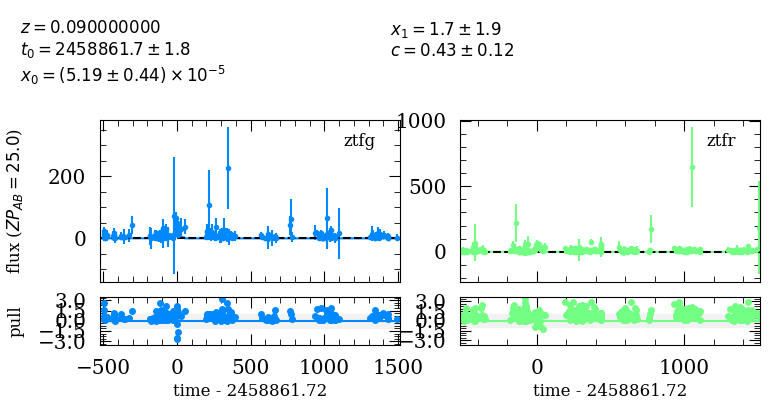 z = 0.090000000
t₀ = 2458861.7 ± 1.8
x₀ = (5.19 ± 0.44) × 10⁻⁵
x₁ = 1.7 ± 1.9
c = 0.43 ± 0.12
flux (ZP_AB = 25.0)
200
0
ztfg
1000
500
0
ztfr
pull
3.0
1.5
0.0
−1.5
−3.0
3.0
1.5
0.0
−1.5
−3.0
−500 0 500 1000 1500
0 1000
time - 2458861.72
time - 2458861.72